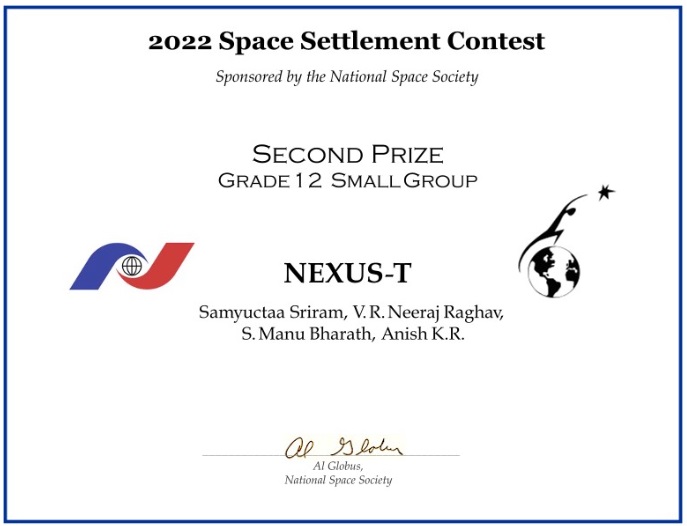 2022 Space Settlement Contest
Sponsored by the National Space Society
SECOND PRIZE
GRADE 12 SMALL GROUP
NEXUS-T
Samyuctaa Sriram, V. R. Neeraj Raghav,
S. Manu Bharath, Anish K.R.
Al Globus
Al Globus,
National Space Society